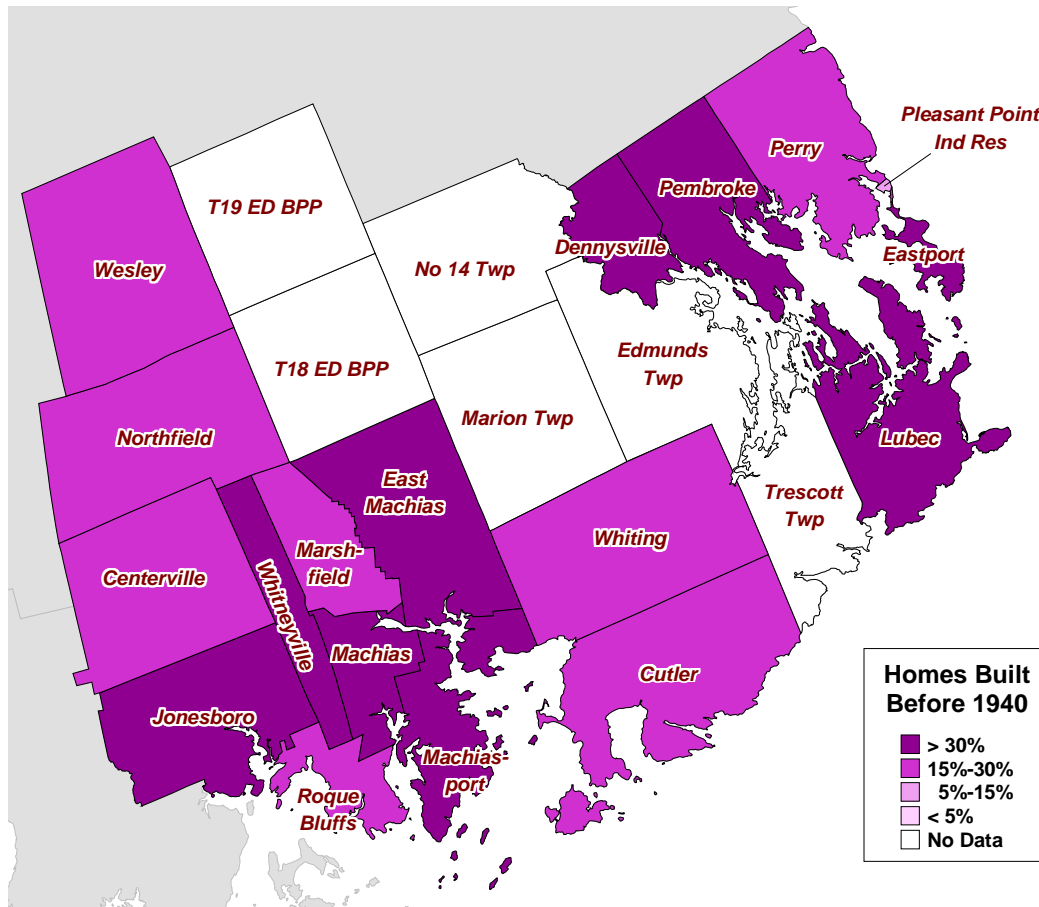 Pleasant Point
Ind Res
Perry
Pembroke
T19 ED BPP
Dennysville
Eastport
Wesley
No 14 Twp
Edmunds
Twp
T18 ED BPP
Marion Twp
Northfield
Lubec
East
Machias
Trescott
Twp
Whiting
Marsh-
field
Centerville
Whitneyville
Machias
Cutler
Jonesboro
Machias-
port
Roque
Bluffs
Homes Built
Before 1940
> 30%
15%-30%
5%-15%
< 5%
No Data